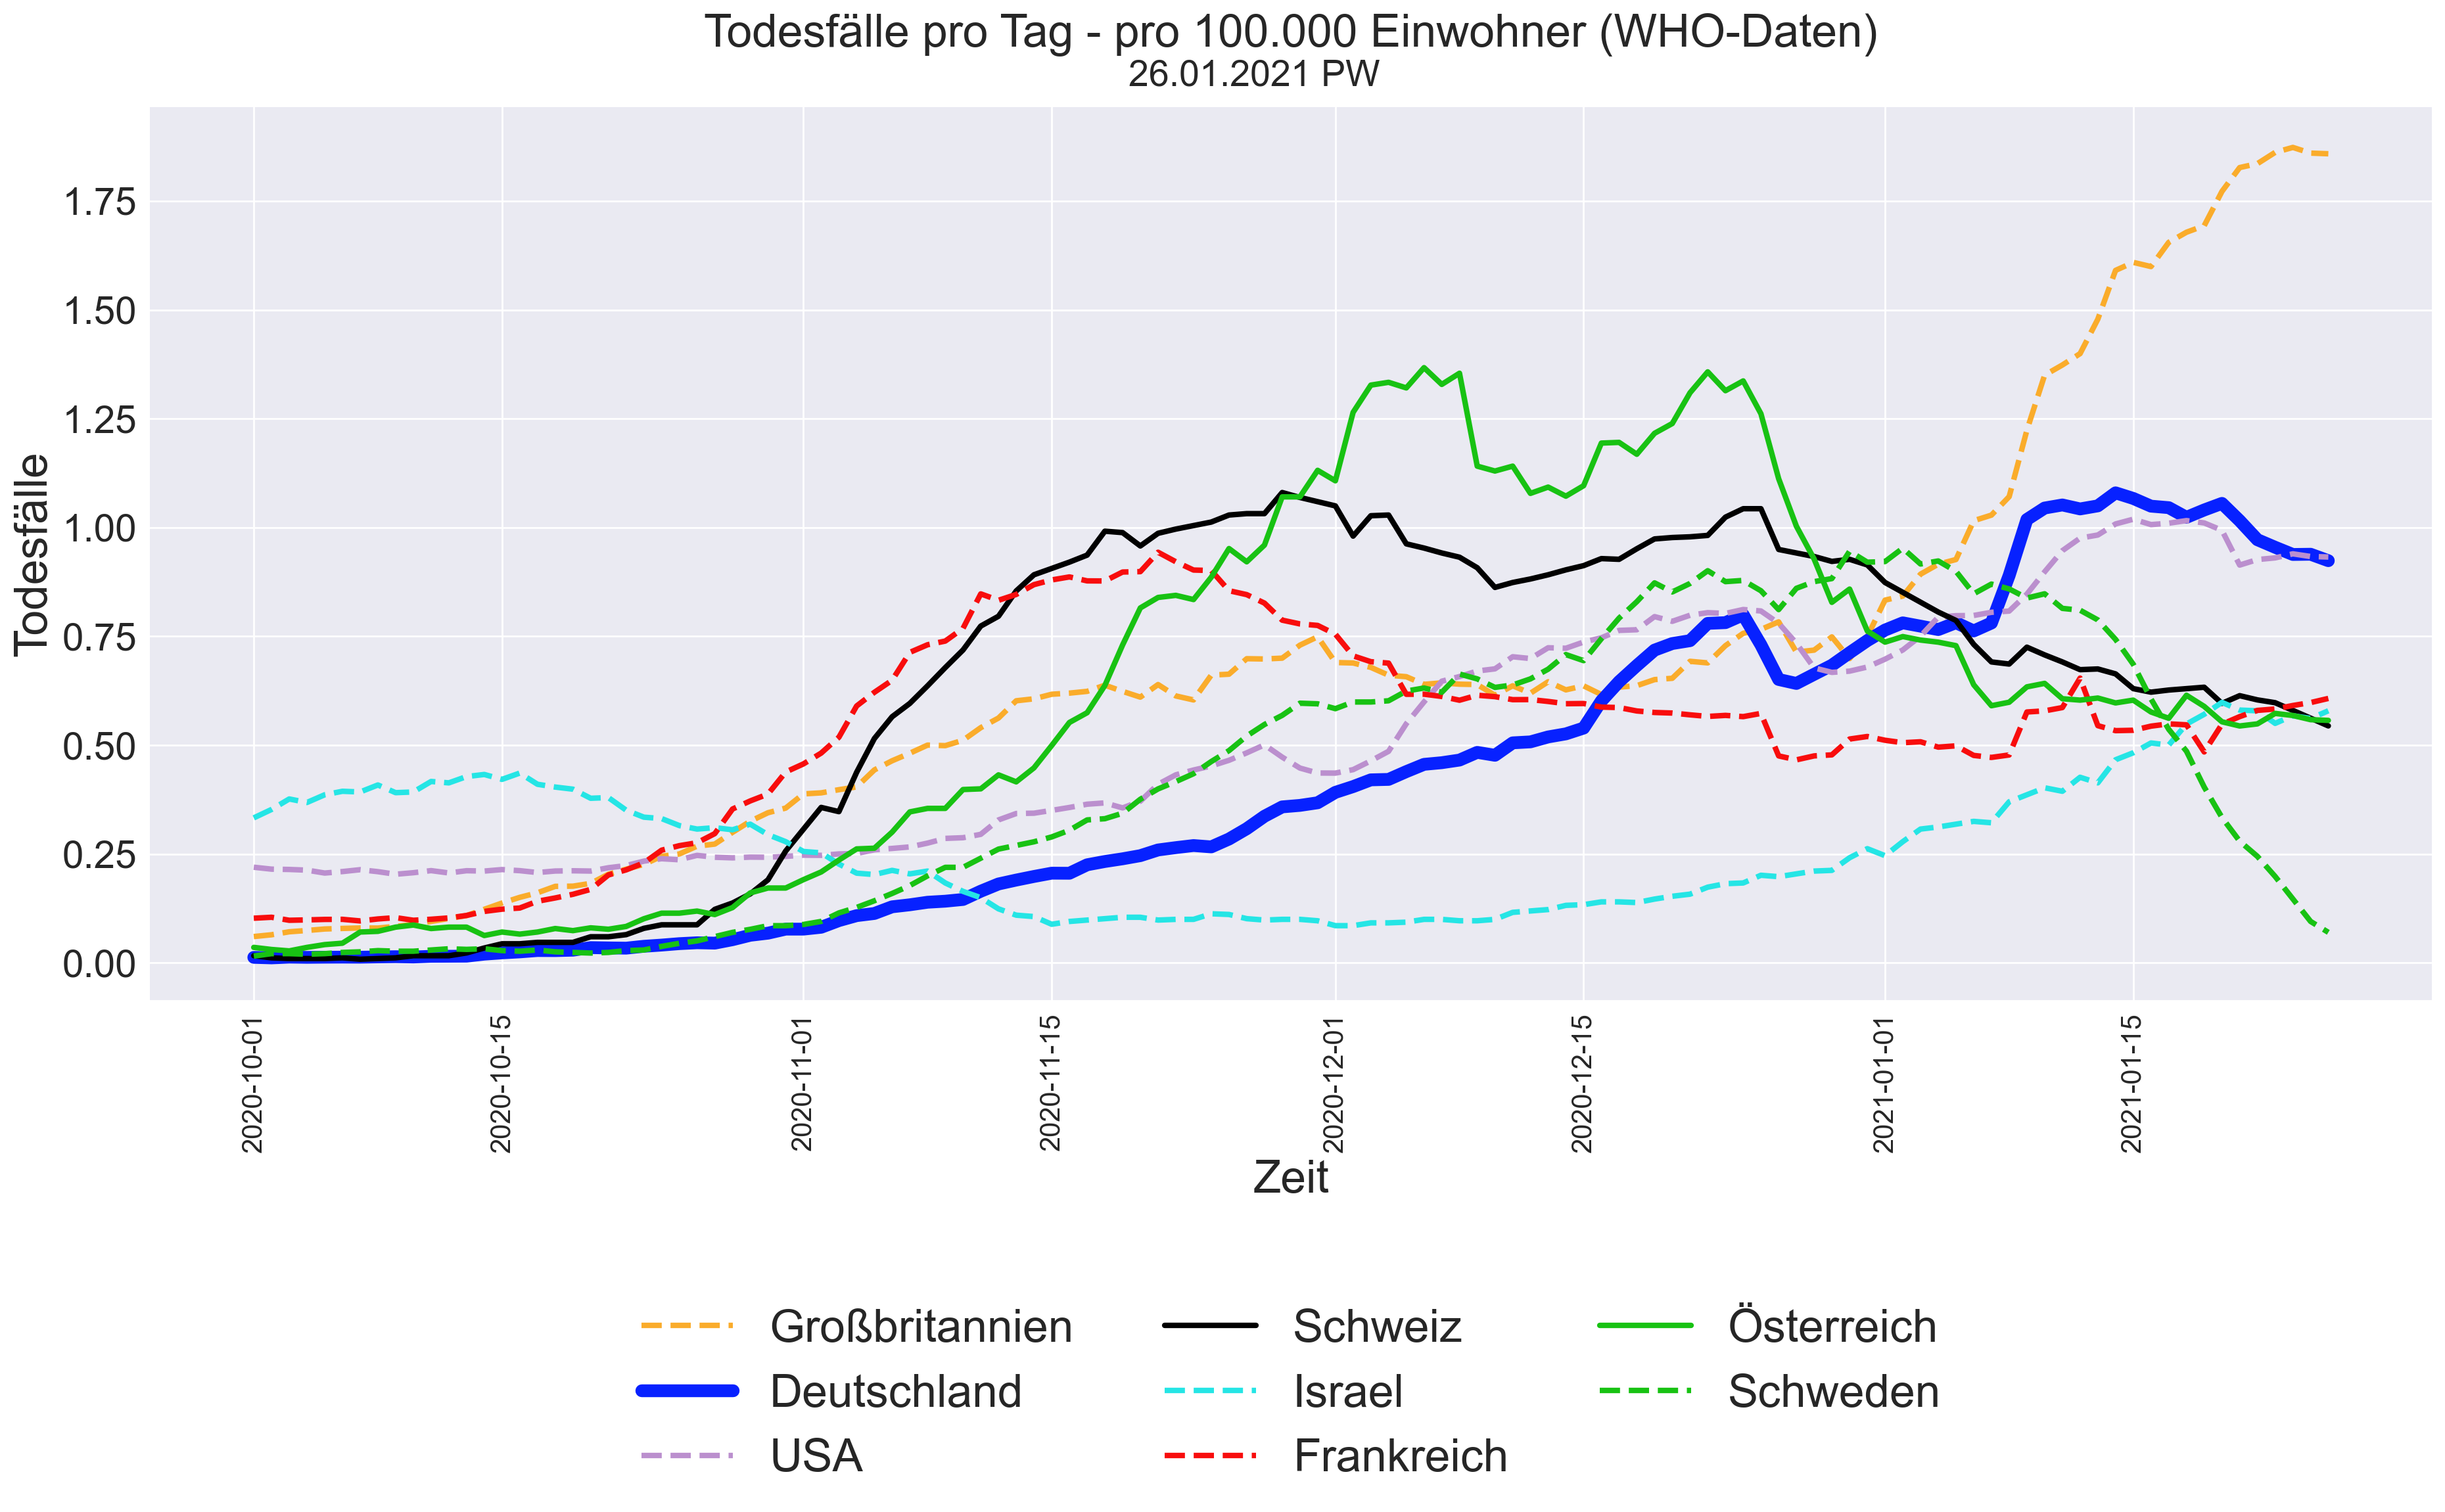 Todesfälle pro Tag - pro 100.000 Einwohner (WHO-Daten)
26.01.2021 PW
Todesfälle
1.75
1.50
1.25
1.00
0.75
0.50
0.25
0.00
2020-10-01
2020-10-15
2020-11-01
2020-11-15
2020-12-01
2020-12-15
2021-01-01
2021-01-15
Zeit
Großbritannien
Deutschland
USA
Schweiz
Israel
Frankreich
Österreich
Schweden